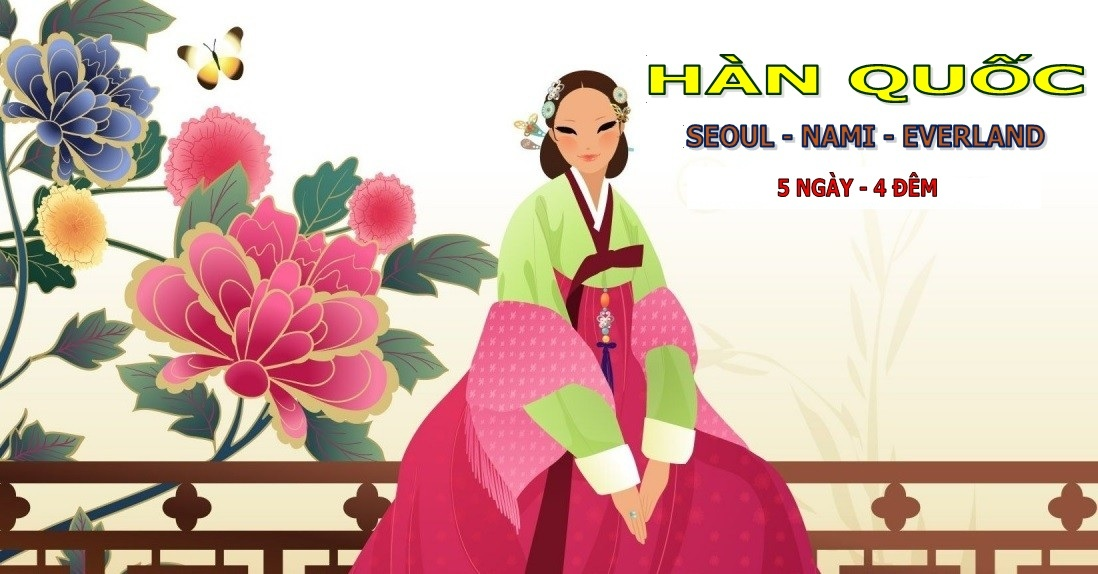 HÀN QUỐC
SEOUL - NAMI - EVERLAND
5 NGÀY - 4 ĐÊM